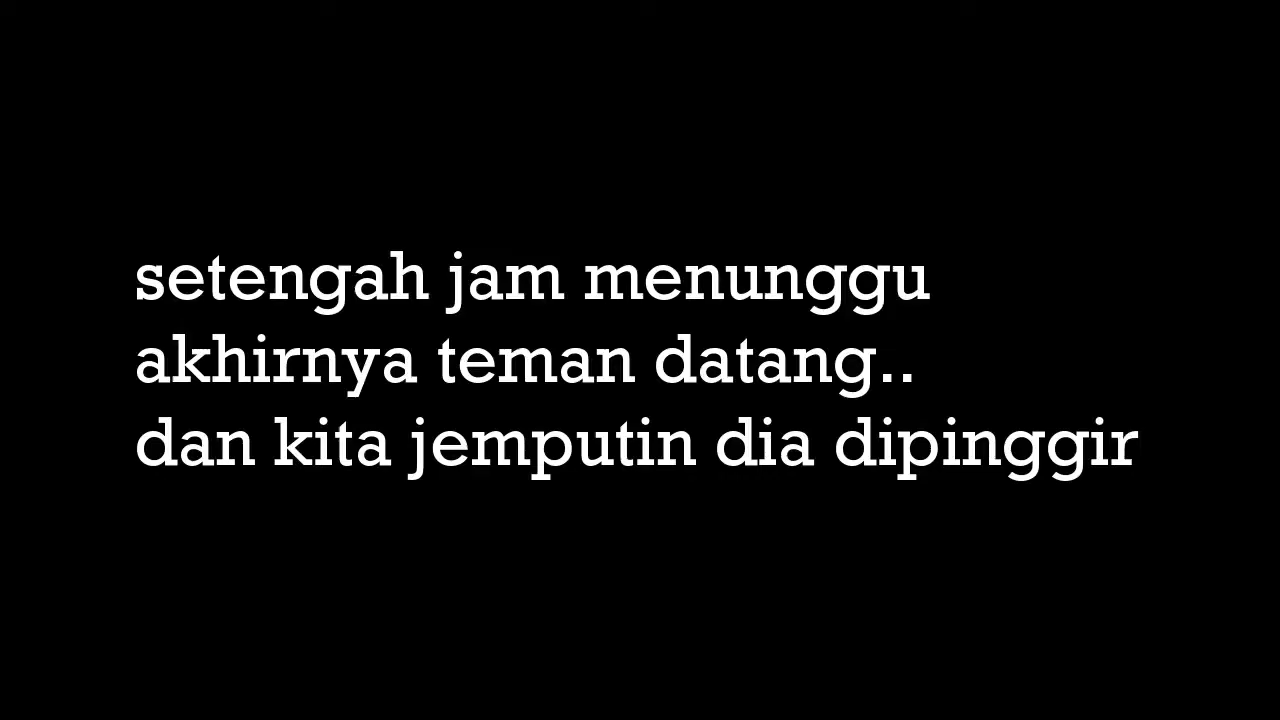 setengah jam menunggu
akhirnya teman datang..
dan kita jemputin dia dipinggir